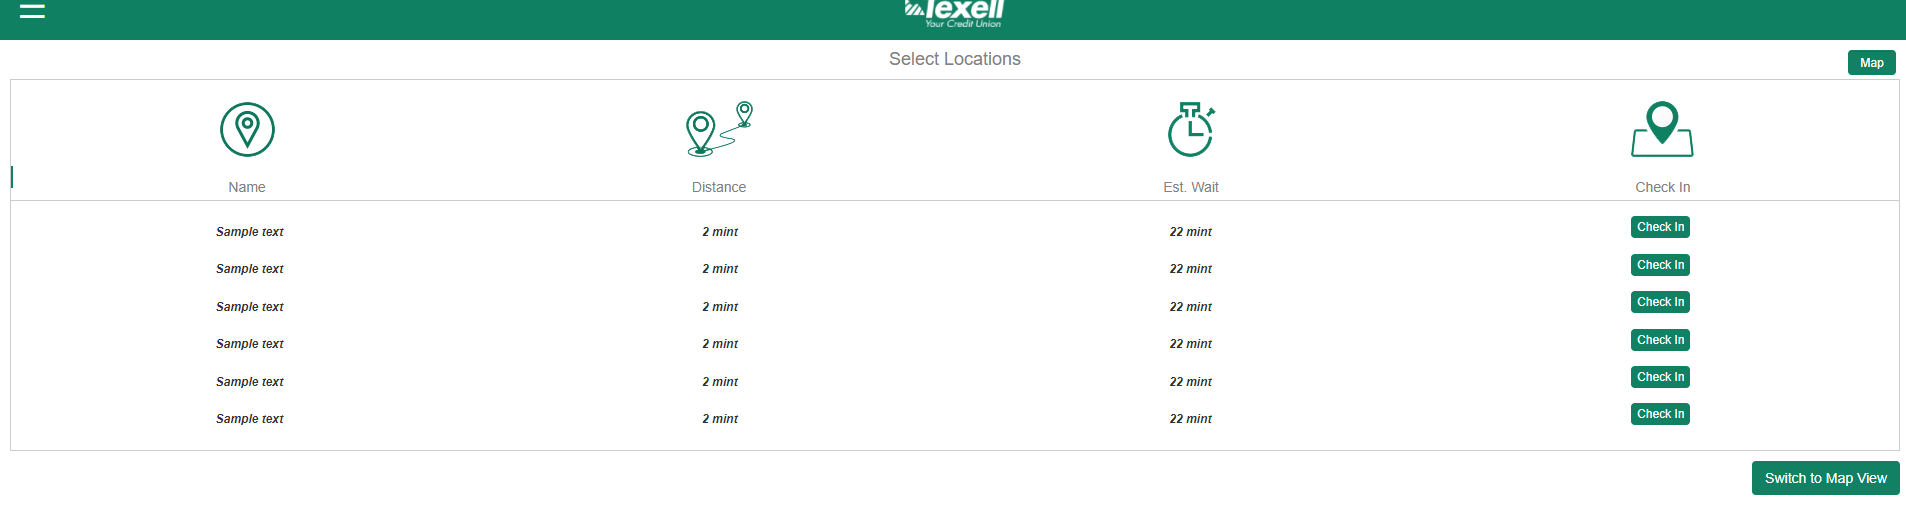 Texell
Your Credit Union
Select Locations
Map
Name Distance Est. Wait Check In
Sample text 2 mint 22 mint Check In
Sample text 2 mint 22 mint Check In
Sample text 2 mint 22 mint Check In
Sample text 2 mint 22 mint Check In
Sample text 2 mint 22 mint Check In
Sample text 2 mint 22 mint Check In
Switch to Map View